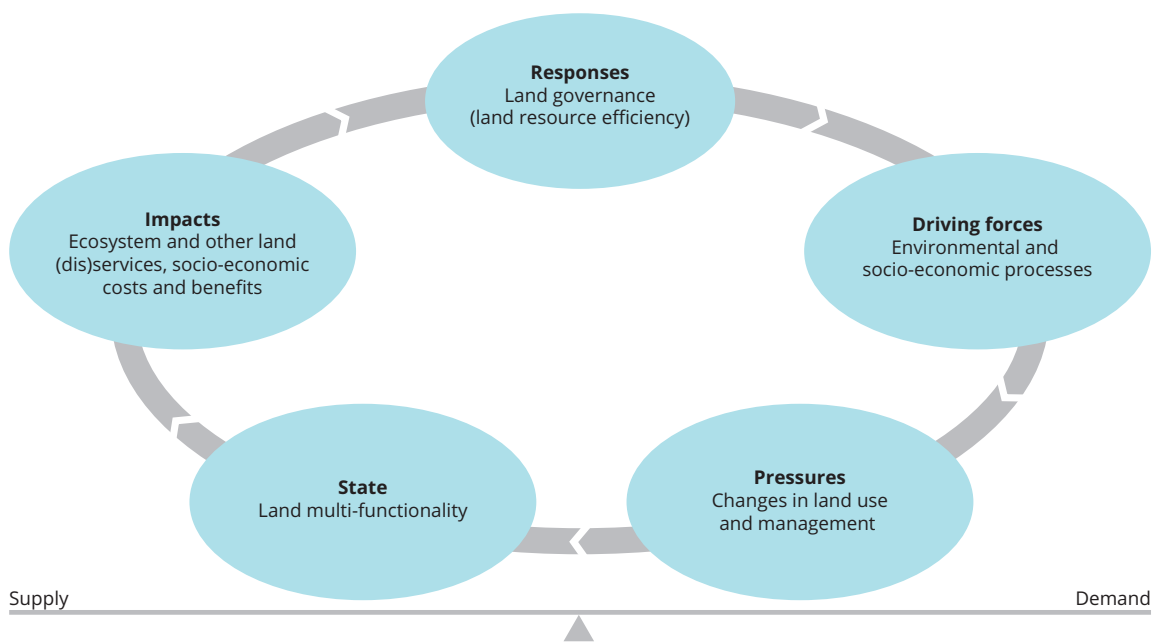 Responses
Land governance
(land resource efficiency)
Impacts
Ecosystem and other land
(dis)services, socio-economic
costs and benefits
Driving forces
Environmental and
socio-economic processes
State
Land multi-functionality
Pressures
Changes in land use
and management
Supply
Demand